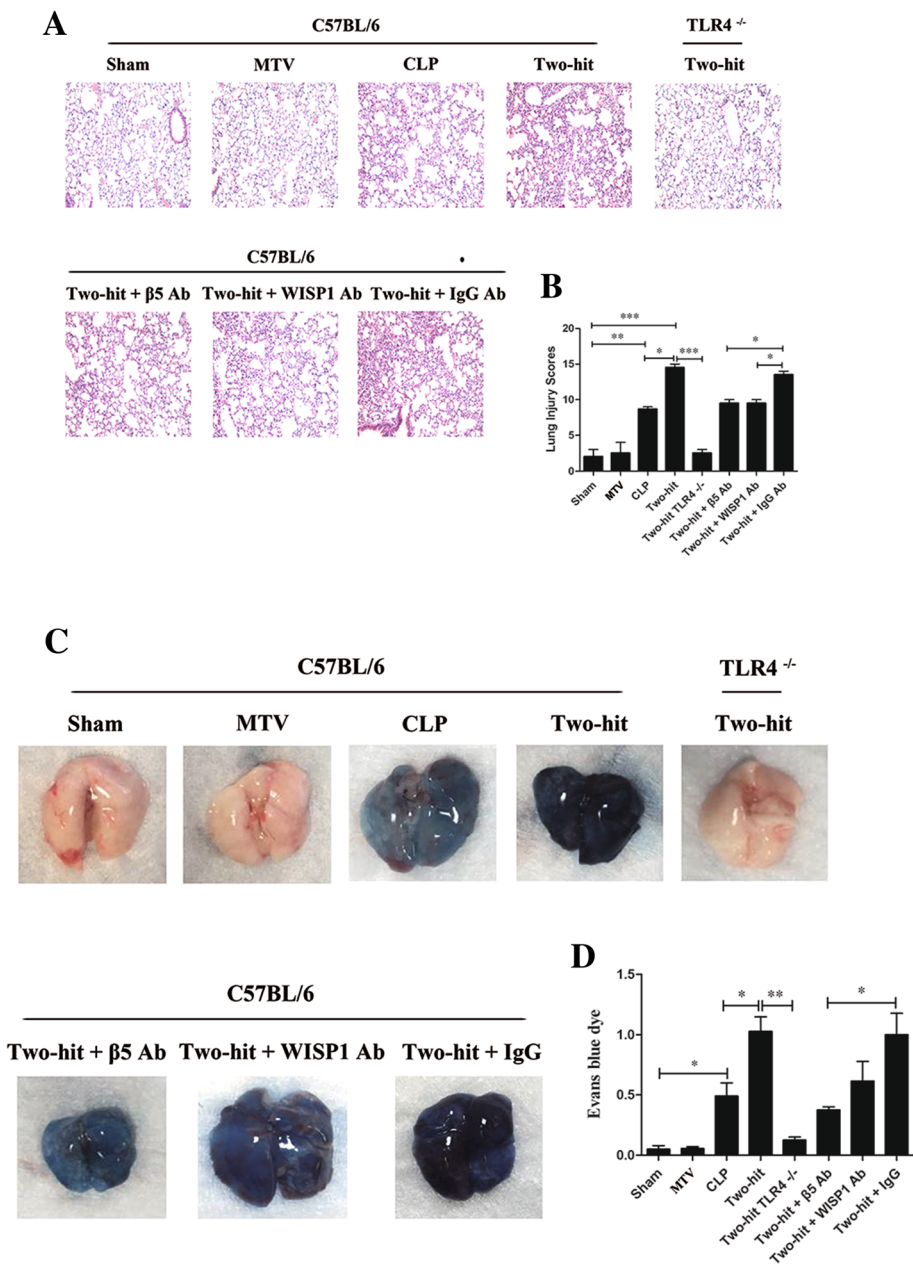 A
C57BL/6
TLR4 -/-
Sham
MTV
CLP
Two-hit
Two-hit
C57BL/6
Two-hit + β5 Ab
Two-hit + WISP1 Ab
Two-hit + IgG Ab
B
Lung Injury Scores
20
15
10
5
0
***
**
*
***
*
*
Sham
MTV
CLP
Two-hit
Two-hit TLR4 -/-
Two-hit + β5 Ab
Two-hit + WISP1 Ab
Two-hit + IgG Ab
C
C57BL/6
TLR4 -/-
Sham
MTV
CLP
Two-hit
Two-hit
C57BL/6
Two-hit + β5 Ab
Two-hit + WISP1 Ab
Two-hit + IgG
D
Evans blue dye
1.5
1.0
0.5
0.0
*
*
**
*
Sham
MTV
CLP
Two-hit
Two-hit TLR4 -/-
Two-hit + β5 Ab
Two-hit + WISP1 Ab
Two-hit + IgG